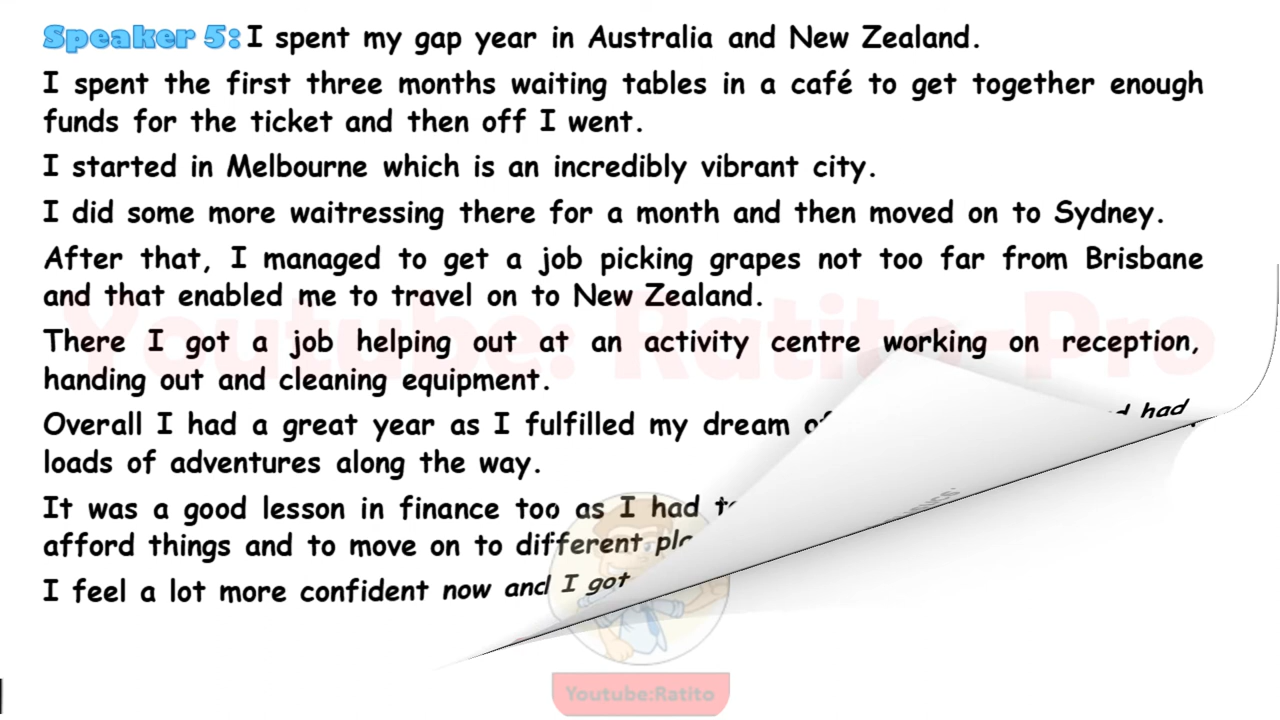 Speaker 5: I spent my gap year in Australia and New Zealand.
I spent the first three months waiting tables in a café to get together enough
funds for the ticket and then off I went.
I started in Melbourne which is an incredibly vibrant city.
I did some more waitressing there for a month and then moved on to Sydney.
After that, I managed to get a job picking grapes not too far from Brisbane
and that enabled me to travel on to New Zealand.
Youtube: Ratito-Pro
There I got a job helping out at an activity centre working on reception,
handing out and cleaning equipment.
Overall I had a great year as I fulfilled my dream had
loads of adventures along the way.
It was a good lesson in finance too as I had
afford things and to move on to different
I feel a lot more confident now and I got
Youtube:Ratito